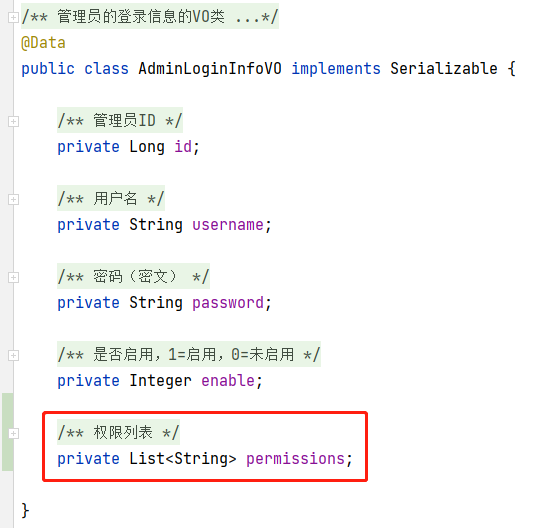 /** 管理员的登录信息的VO类 ...*/
@Data
public class AdminLoginInfoVO implements Serializable {
/** 管理员ID */
private Long id;
/** 用户名 */
private String username;
/** 密码（密文） */
private String password;
/** 是否启用，1=启用，0=未启用 */
private Integer enable;
/** 权限列表 */
private List<String> permissions;
}